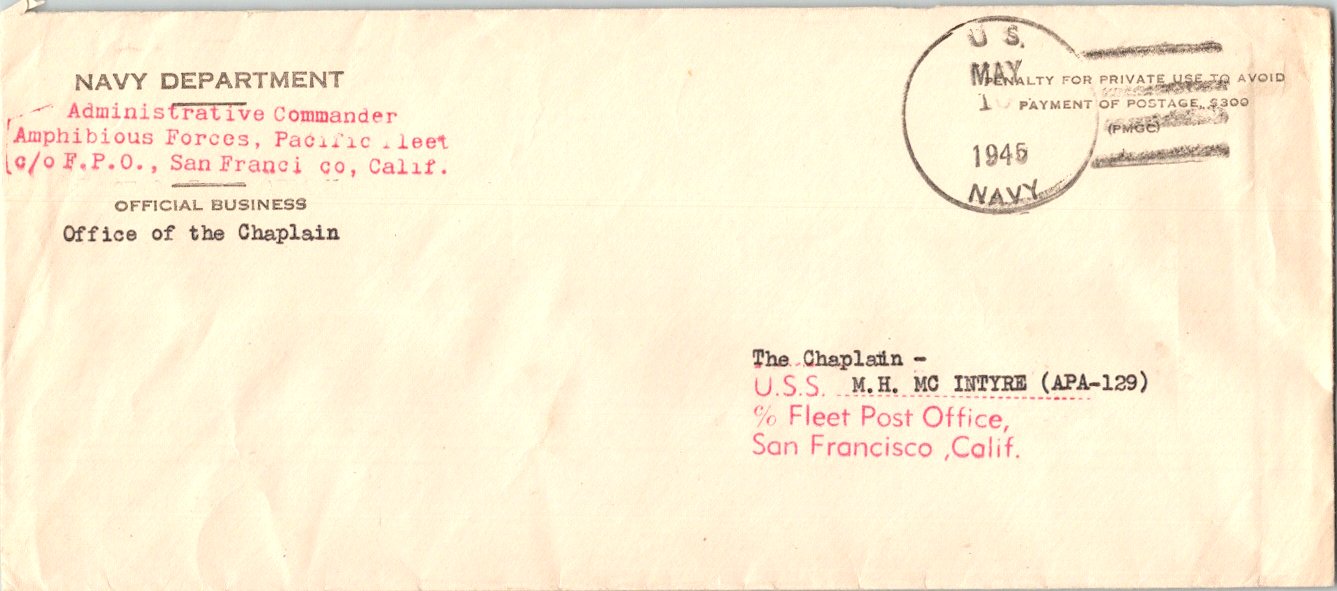 NAVY DEPARTMENT
Administrative Commander
Amphibious Forces, Pacific leet
c/o F.P.O., San Franci co, Calif.
OFFICIAL BUSINESS
Office of the Chaplain
U.S.
MAY
1945
NAVY
PENALTY FOR PRIVATE USE TO AVOID
PAYMENT OF POSTAGE, $300
(PMGC)
The Chaplain -
U.S.S. M.H. MC INTYRE (APA-129)
c/o Fleet Post Office,
San Francisco ,Calif.